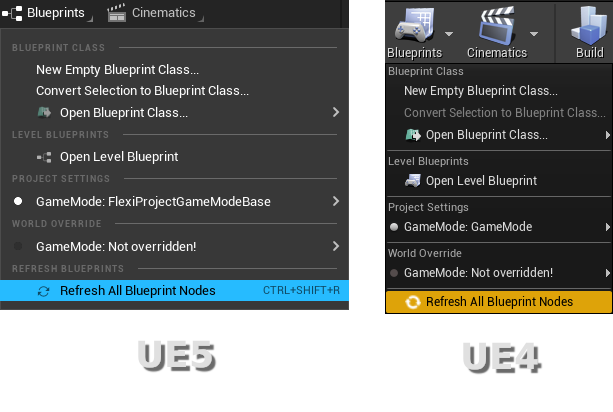 Blueprints
Cinematics
BLUEPRINT CLASS
New Empty Blueprint Class...
Convert Selection to Blueprint Class...
Open Blueprint Class...
LEVEL BLUEPRINTS
Open Level Blueprint
PROJECT SETTINGS
GameMode: FlexiProjectGameModeBase
WORLD OVERRIDE
GameMode: Not overridden!
REFRESH BLUEPRINTS
Refresh All Blueprint Nodes CTRL+SHIFT+R
UE5
Blueprints
Cinematics
Build
Blueprint Class
New Empty Blueprint Class...
Convert Selection to Blueprint Class...
Open Blueprint Class...
Level Blueprints
Open Level Blueprint
Project Settings
GameMode: GameMode
World Override
GameMode: Not overridden!
Refresh All Blueprint Nodes
UE4